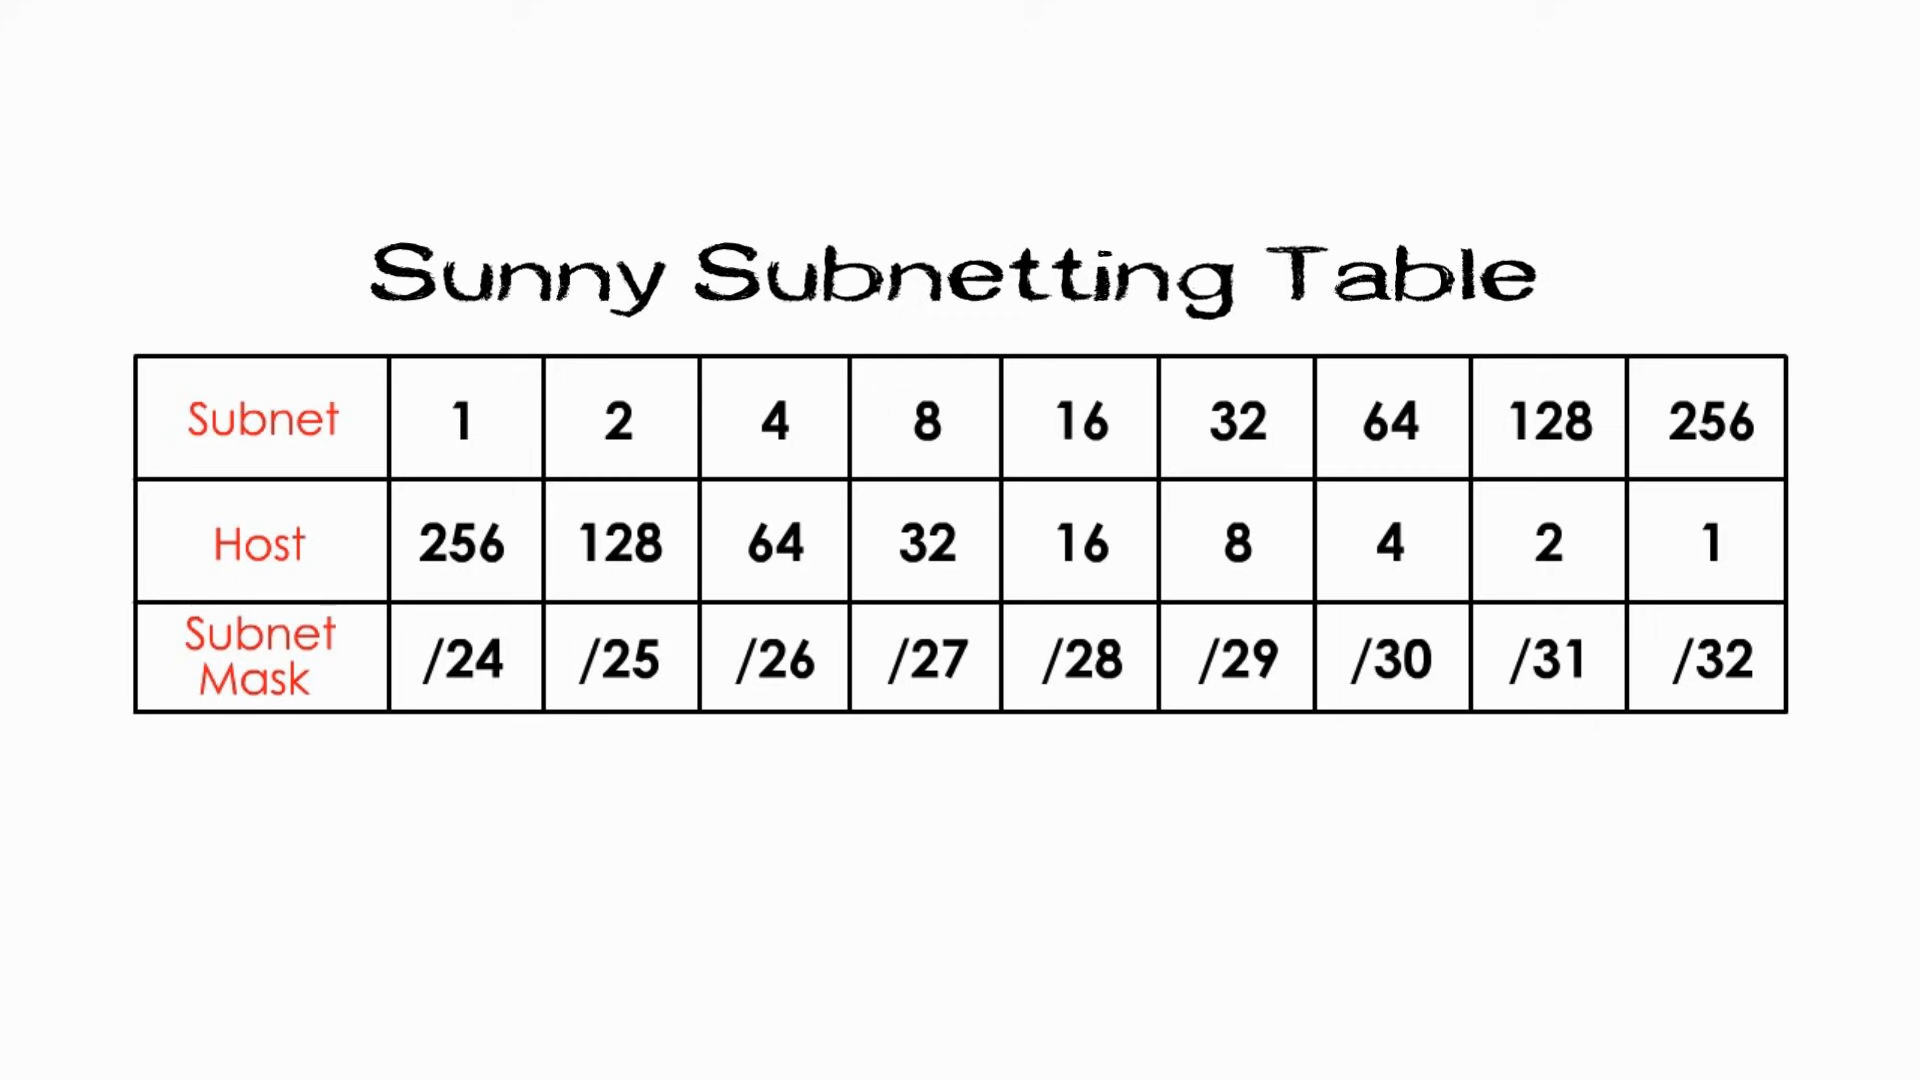 Sunny Subnetting Table
Subnet 1 2 4 8 16 32 64 128 256
Host 256 128 64 32 16 8 4 2 1
Subnet
Mask /24 /25 /26 /27 /28 /29 /30 /31 /32